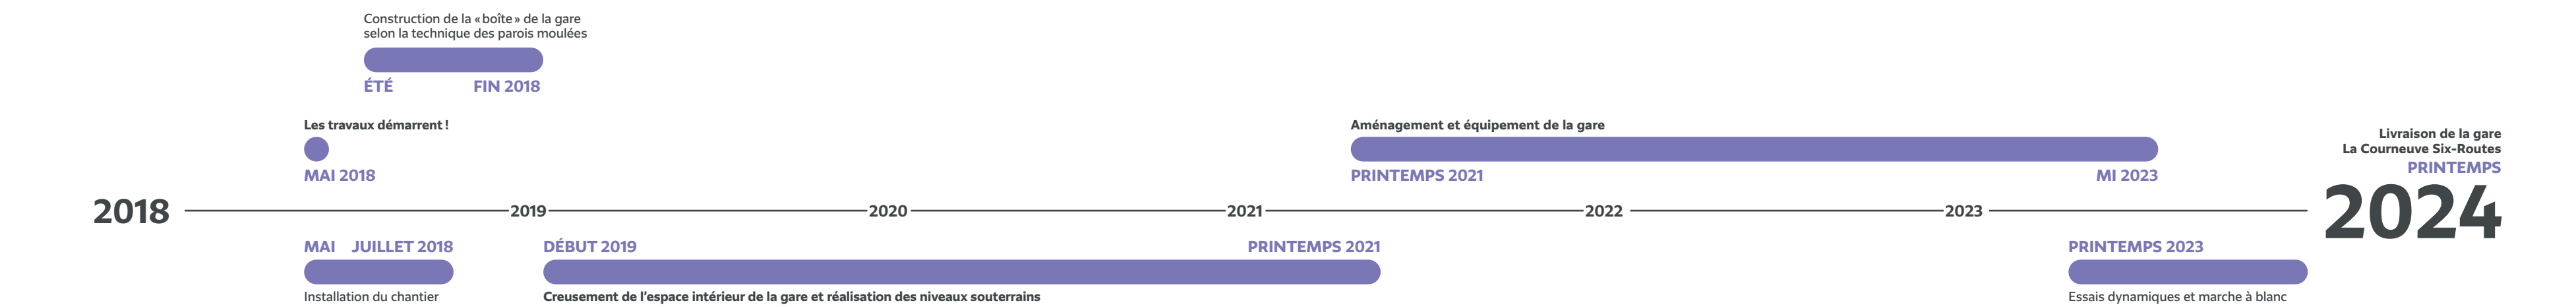 Construction de la « boîte » de la gare
selon la technique des parois moulées
ÉTÉ FIN 2018
Les travaux démarrent !
MAI 2018
Aménagement et équipement de la gare
PRINTEMPS 2021 MI 2023
Livraison de la gare
La Courneuve Six-Routes
PRINTEMPS
2018 2019 2020 2021 2022 2023 2024
MAI JUILLET 2018
Installation du chantier
DÉBUT 2019 PRINTEMPS 2021
Creusement de l'espace intérieur de la gare et réalisation des niveaux souterrains
PRINTEMPS 2023
Essais dynamiques et marche à blanc